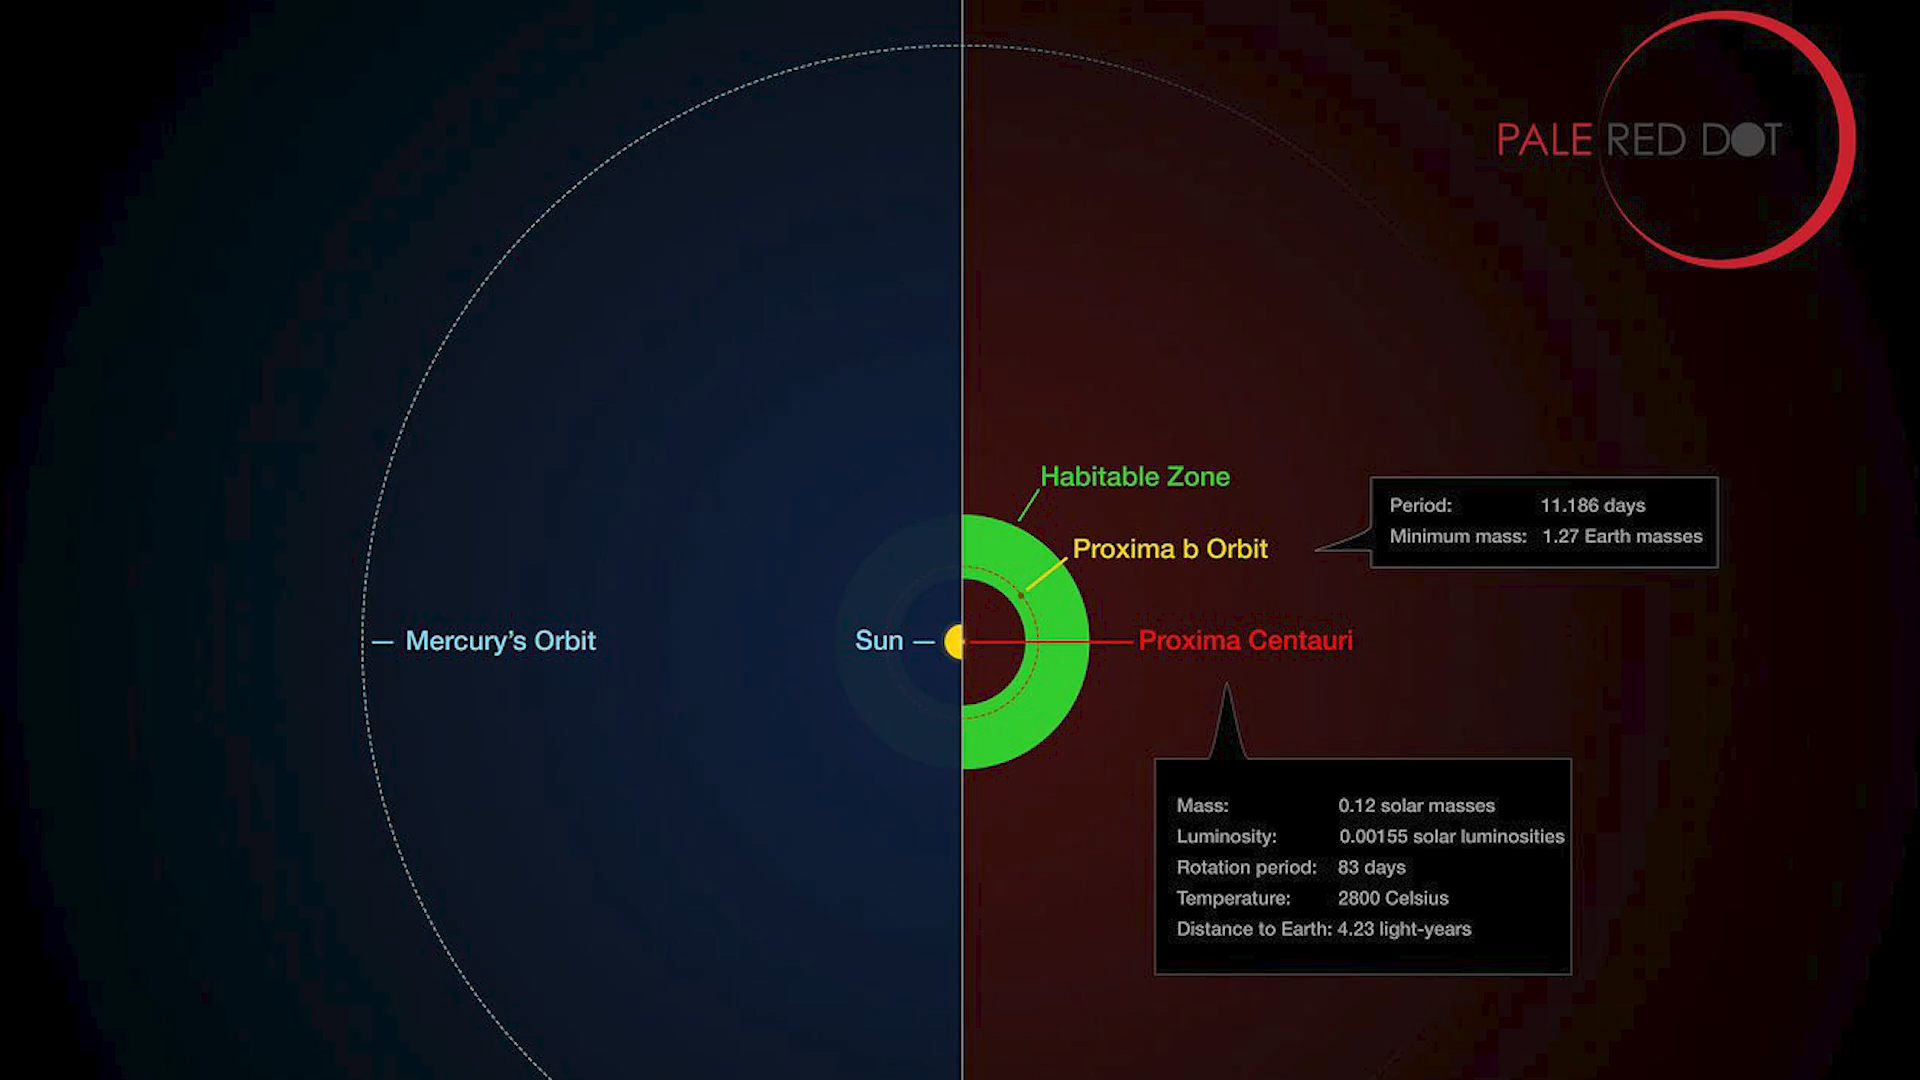 PALE RED DOT
Habitable Zone
Period: 11.186 days
Minimum mass: 1.27 Earth masses
Proxima b Orbit
Mercury’s Orbit
Sun
Proxima Centauri
Mass: 0.12 solar masses
Luminosity: 0.00155 solar luminosities
Rotation period: 83 days
Temperature: 2800 Celsius
Distance to Earth: 4.23 light-years